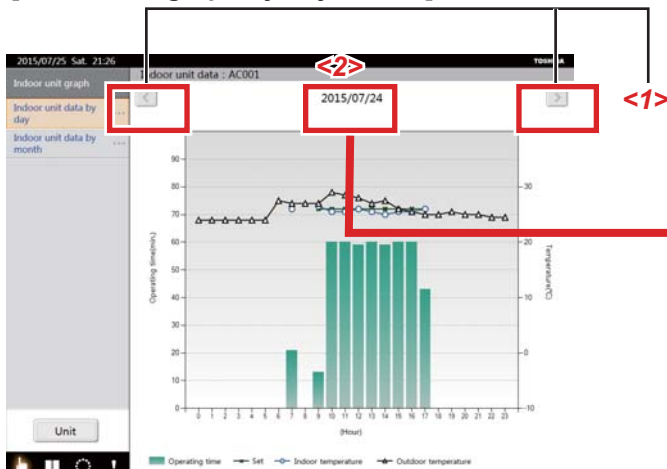 2015/07/25 Sat. 21:26
TOSHIBA
Indoor unit graph
Indoor unit data : AC001
<2>
Indoor unit data by day ...
Indoor unit data by month ...
<
2015/07/24
>
<1>
Operating time(min.)
90
80
70
60
50
40
30
20
10
0
Temperature(°C)
30
20
10
0
-10
0 1 2 3 4 5 6 7 8 9 10 11 12 13 14 15 16 17 18 19 20 21 22 23
(Hour)
Unit
Operating time Set Indoor temperature Outdoor temperature